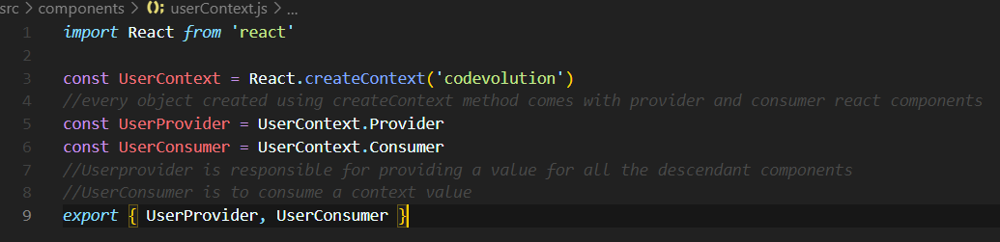 src > components > userContext.js > ...
1 import React from 'react'
2
3 const UserContext = React.createContext('codevolution')
4 //every object created using createContext method comes with provider and consumer react components
5 const UserProvider = UserContext.Provider
6 const UserConsumer = UserContext.Consumer
7 //Userprovider is responsible for providing a value for all the descendant components
8 //UserConsumer is to consume a context value
9 export { UserProvider, UserConsumer }